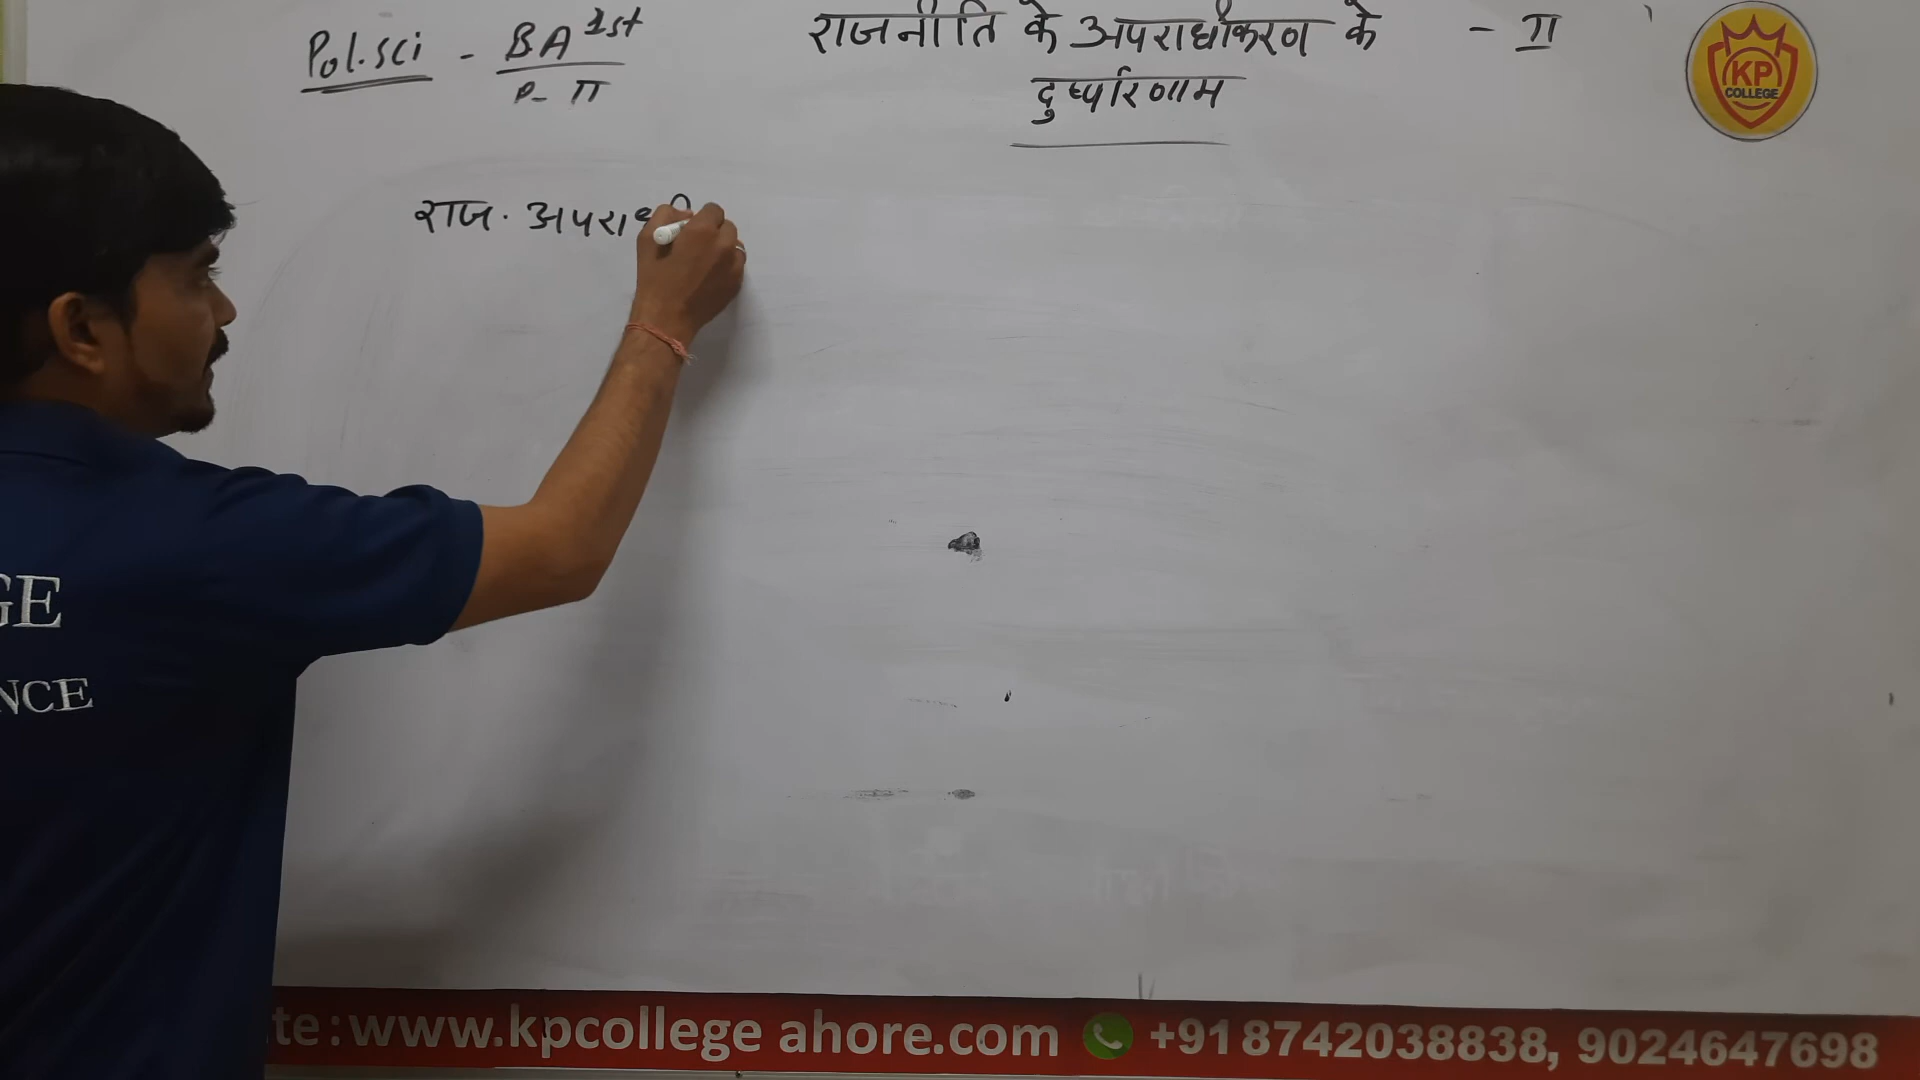 Pol.sci - BA 1st
P- II
राजनीति के अपराधीकरण के - II
दुष्परिणाम
KP
COLLEGE
राज. अपराधी
GE
NCE
te:www.kpcollege ahore.com +91 8742038838, 9024647698